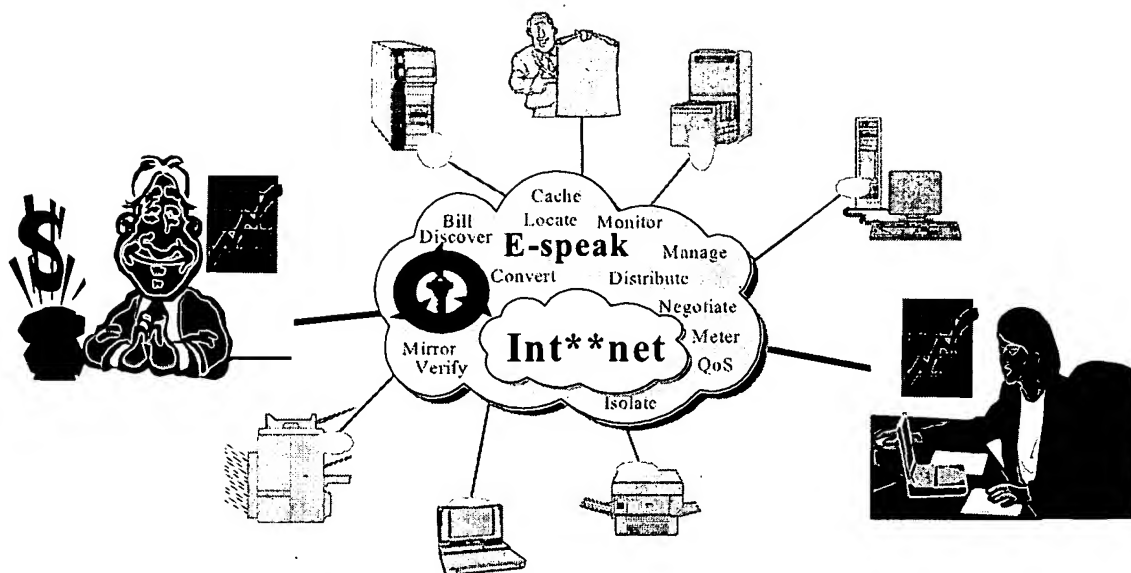 Cache
Bill Locate Monitor
Discover
E-speak
Manage
Convert Distribute
Negotiate
Int**net
Meter
Mirror
Verify
QoS
Isolate
$